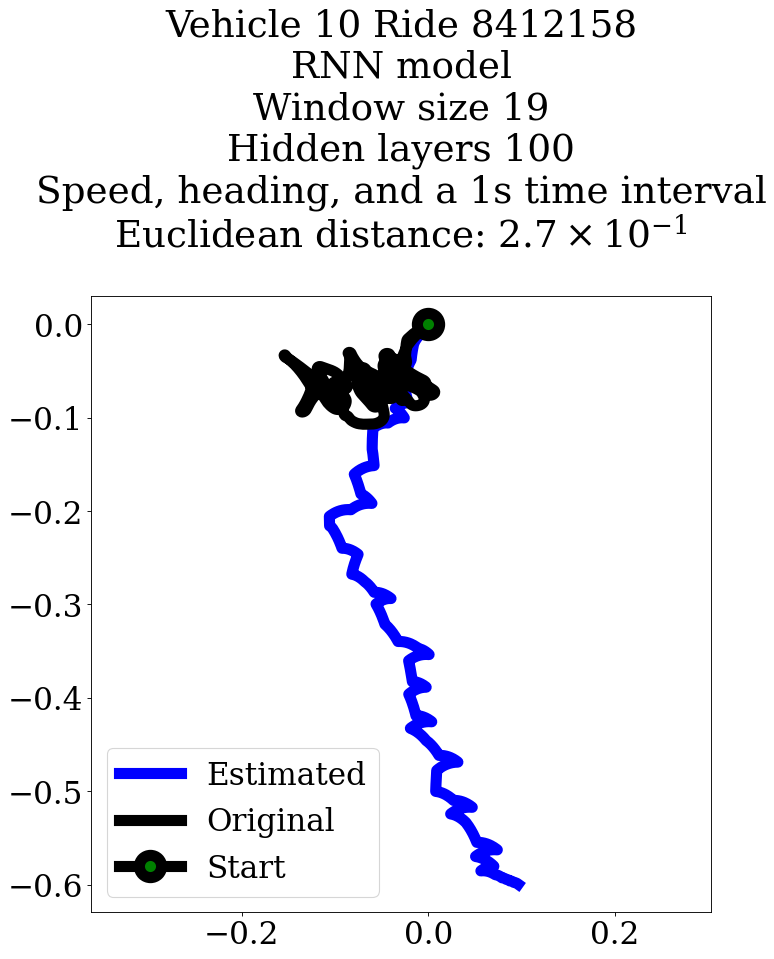 Vehicle 10 Ride 8412158
RNN model
Window size 19
Hidden layers 100
Speed, heading, and a 1s time interval
Euclidean distance: 2.7 × 10⁻¹
0.0
−0.1
−0.2
−0.3
−0.4
−0.5
−0.6
Estimated
Original
Start
−0.2 0.0 0.2